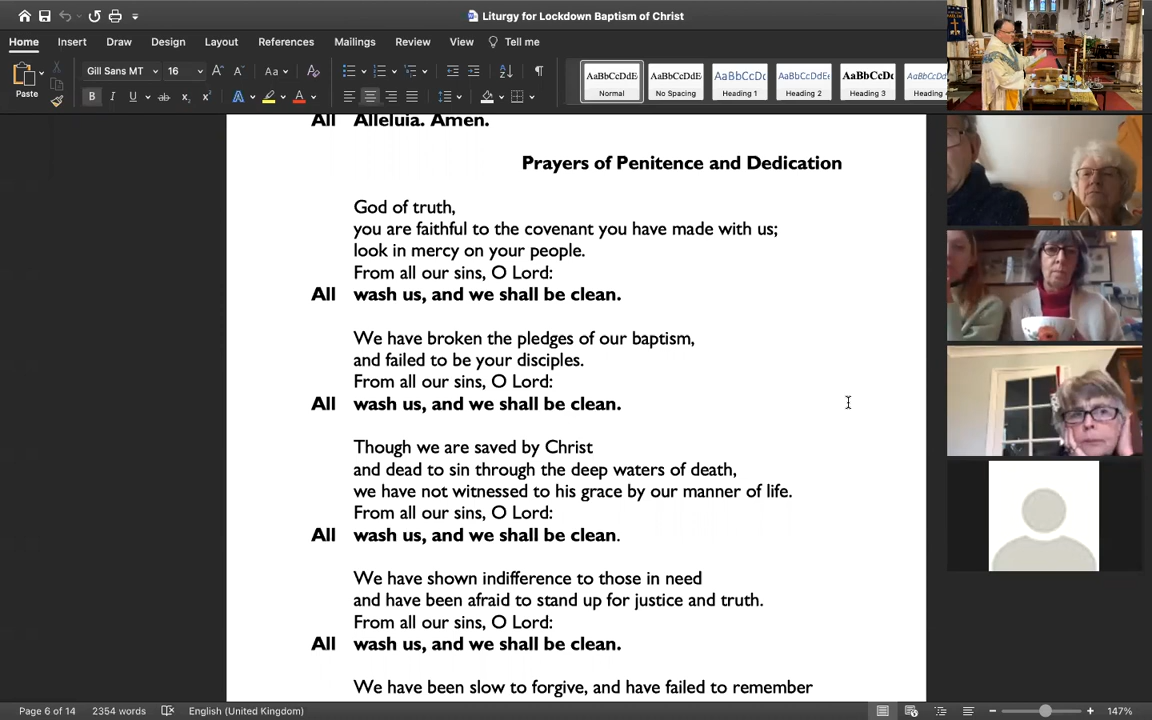 Liturgy for Lockdown Baptism of Christ
Home Insert Draw Design Layout References Mailings Review View Tell me
Paste
Gill Sans MT 16
AaBbCcDdE AaBbCcDdE AaBbCcDc AaBbCcDdEe AaBbCcDc AaBbCcDdE
Normal No Spacing Heading 1 Heading 2 Heading 3 Heading
All Alleluia. Amen.
Prayers of Penitence and Dedication
God of truth,
you are faithful to the covenant you have made with us;
look in mercy on your people.
From all our sins, O Lord:
All wash us, and we shall be clean.
We have broken the pledges of our baptism,
and failed to be your disciples.
From all our sins, O Lord:
All wash us, and we shall be clean.
Though we are saved by Christ
and dead to sin through the deep waters of death,
we have not witnessed to his grace by our manner of life.
From all our sins, O Lord:
All wash us, and we shall be clean.
We have shown indifference to those in need
and have been afraid to stand up for justice and truth.
From all our sins, O Lord:
All wash us, and we shall be clean.
We have been slow to forgive, and have failed to remember
Page 6 of 14 2354 words English (United Kingdom) 147%